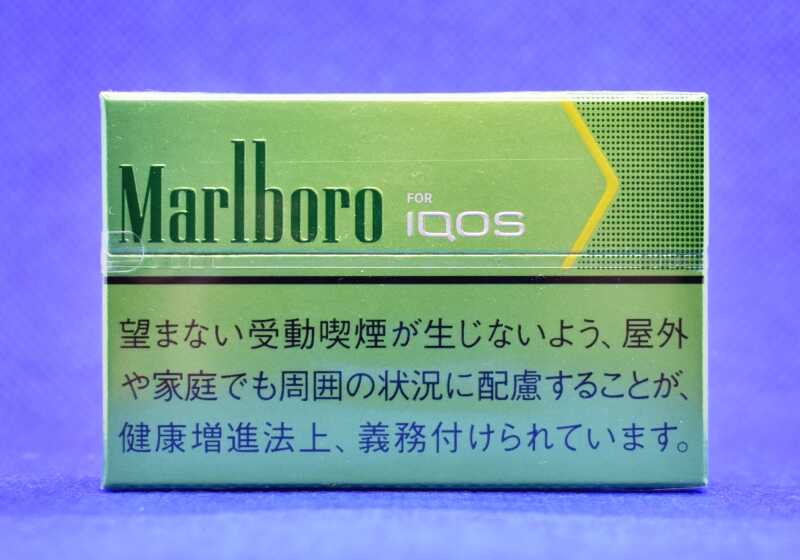 Marlboro FOR IQOS
望まない受動喫煙が生じないよう、屋外
や家庭でも周囲の状況に配慮することが、
健康増進法上、義務付けられています。